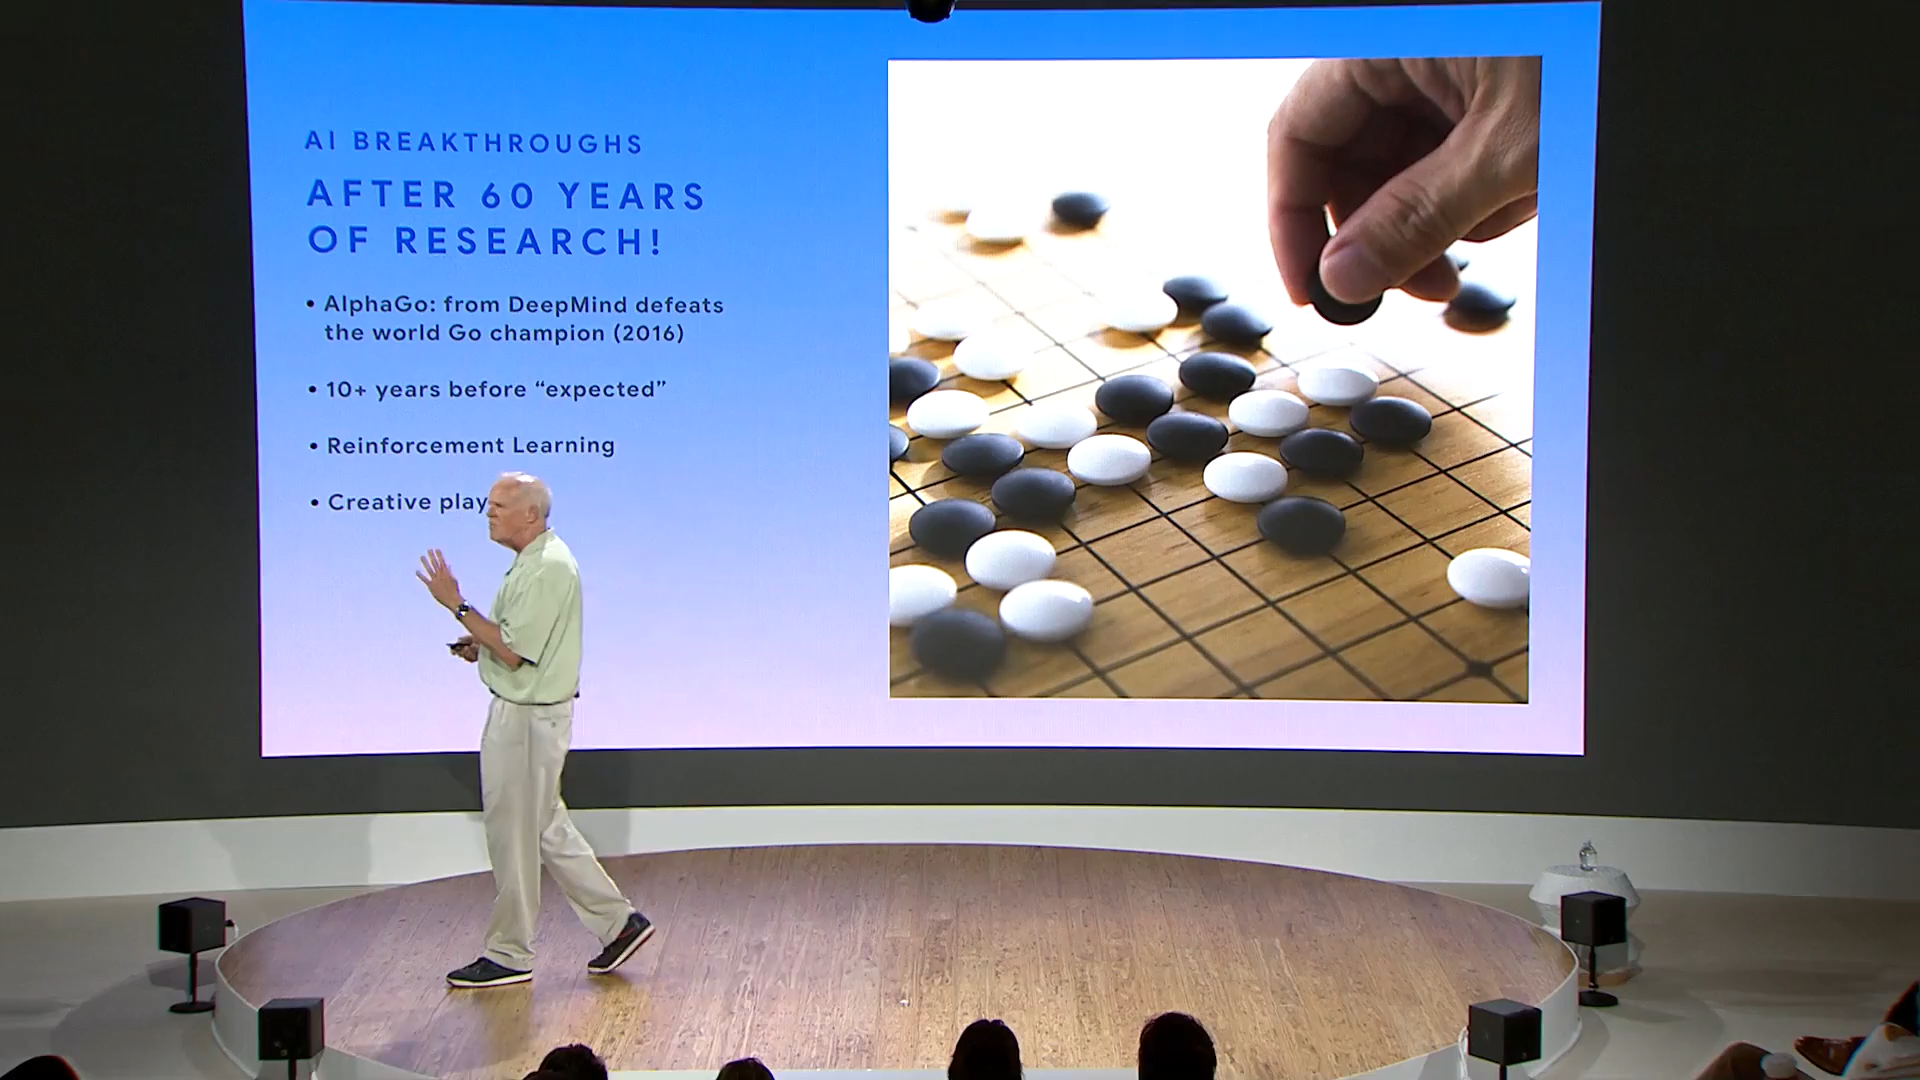 AI BREAKTHROUGHS
AFTER 60 YEARS
OF RESEARCH!
• AlphaGo: from DeepMind defeats
the world Go champion (2016)
• 10+ years before “expected”
• Reinforcement Learning
• Creative play